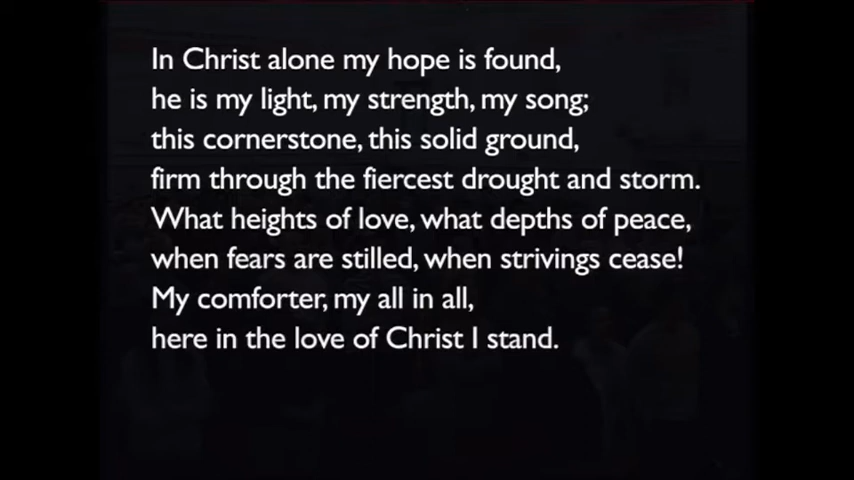 In Christ alone my hope is found,
he is my light, my strength, my song;
this cornerstone, this solid ground,
firm through the fiercest drought and storm.
What heights of love, what depths of peace,
when fears are stilled, when strivings cease!
My comforter, my all in all,
here in the love of Christ I stand.